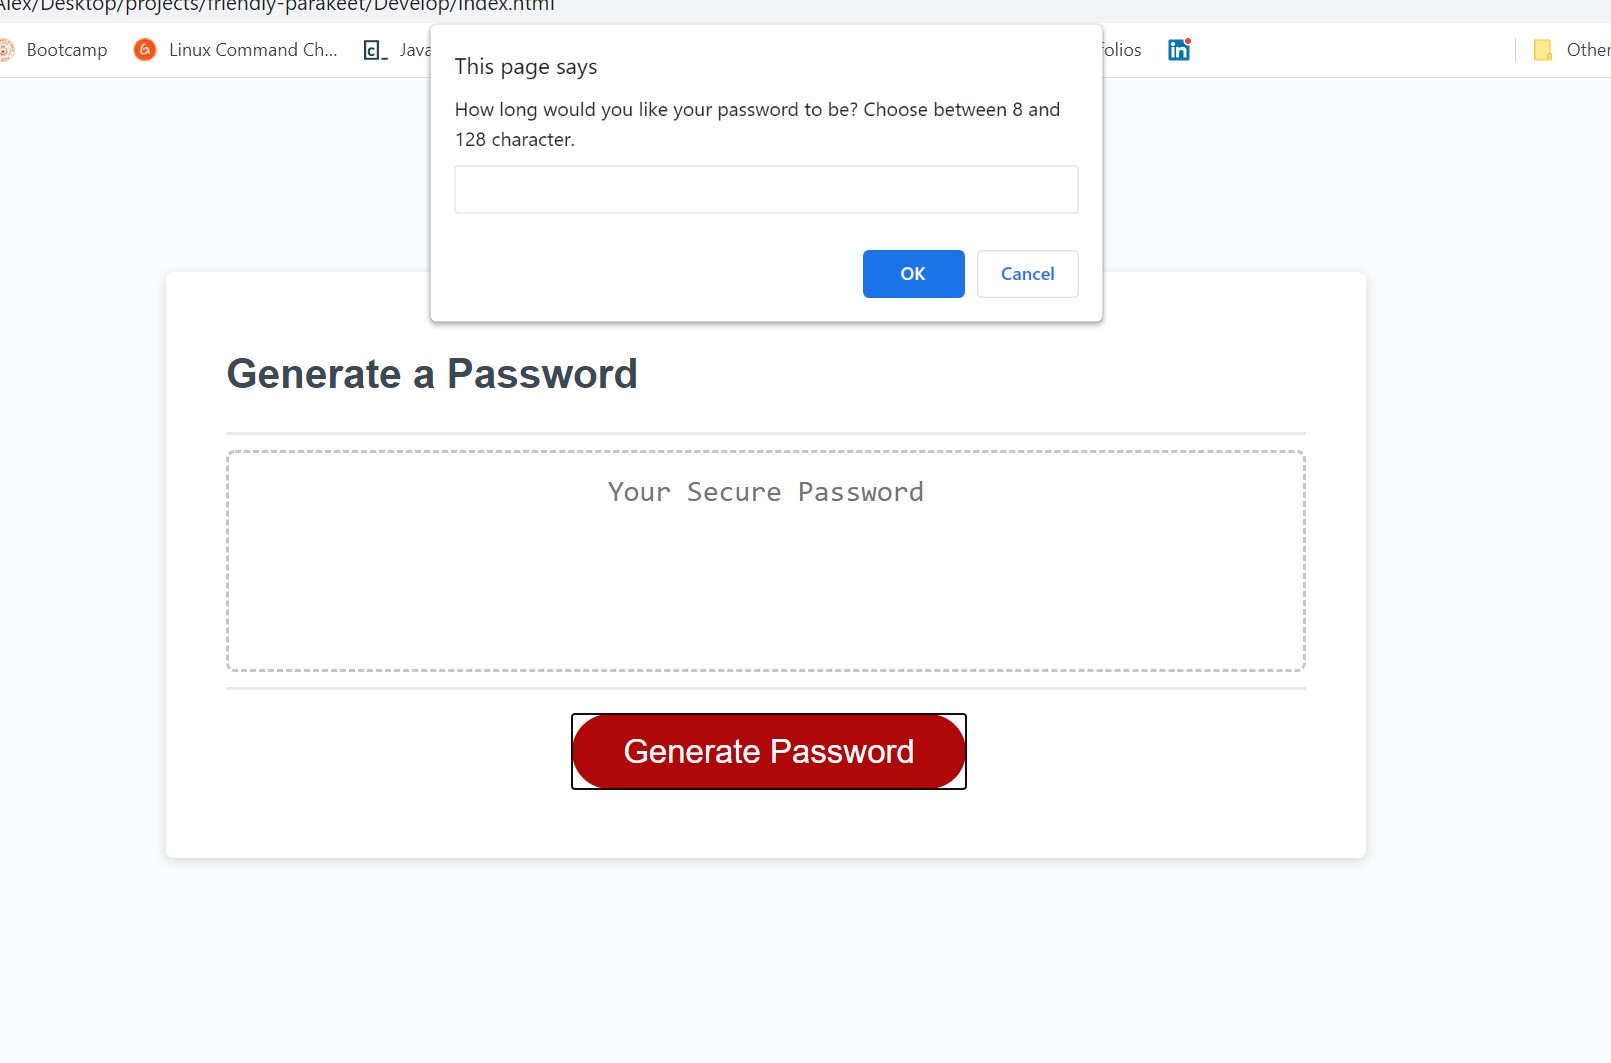 Alex/Desktop/projects/friendly-parakeet/Develop/index.html
Bootcamp
Linux Command Ch...
Java
folios
Other
This page says
How long would you like your password to be? Choose between 8 and
128 character.
OK
Cancel
Generate a Password
Your Secure Password
Generate Password